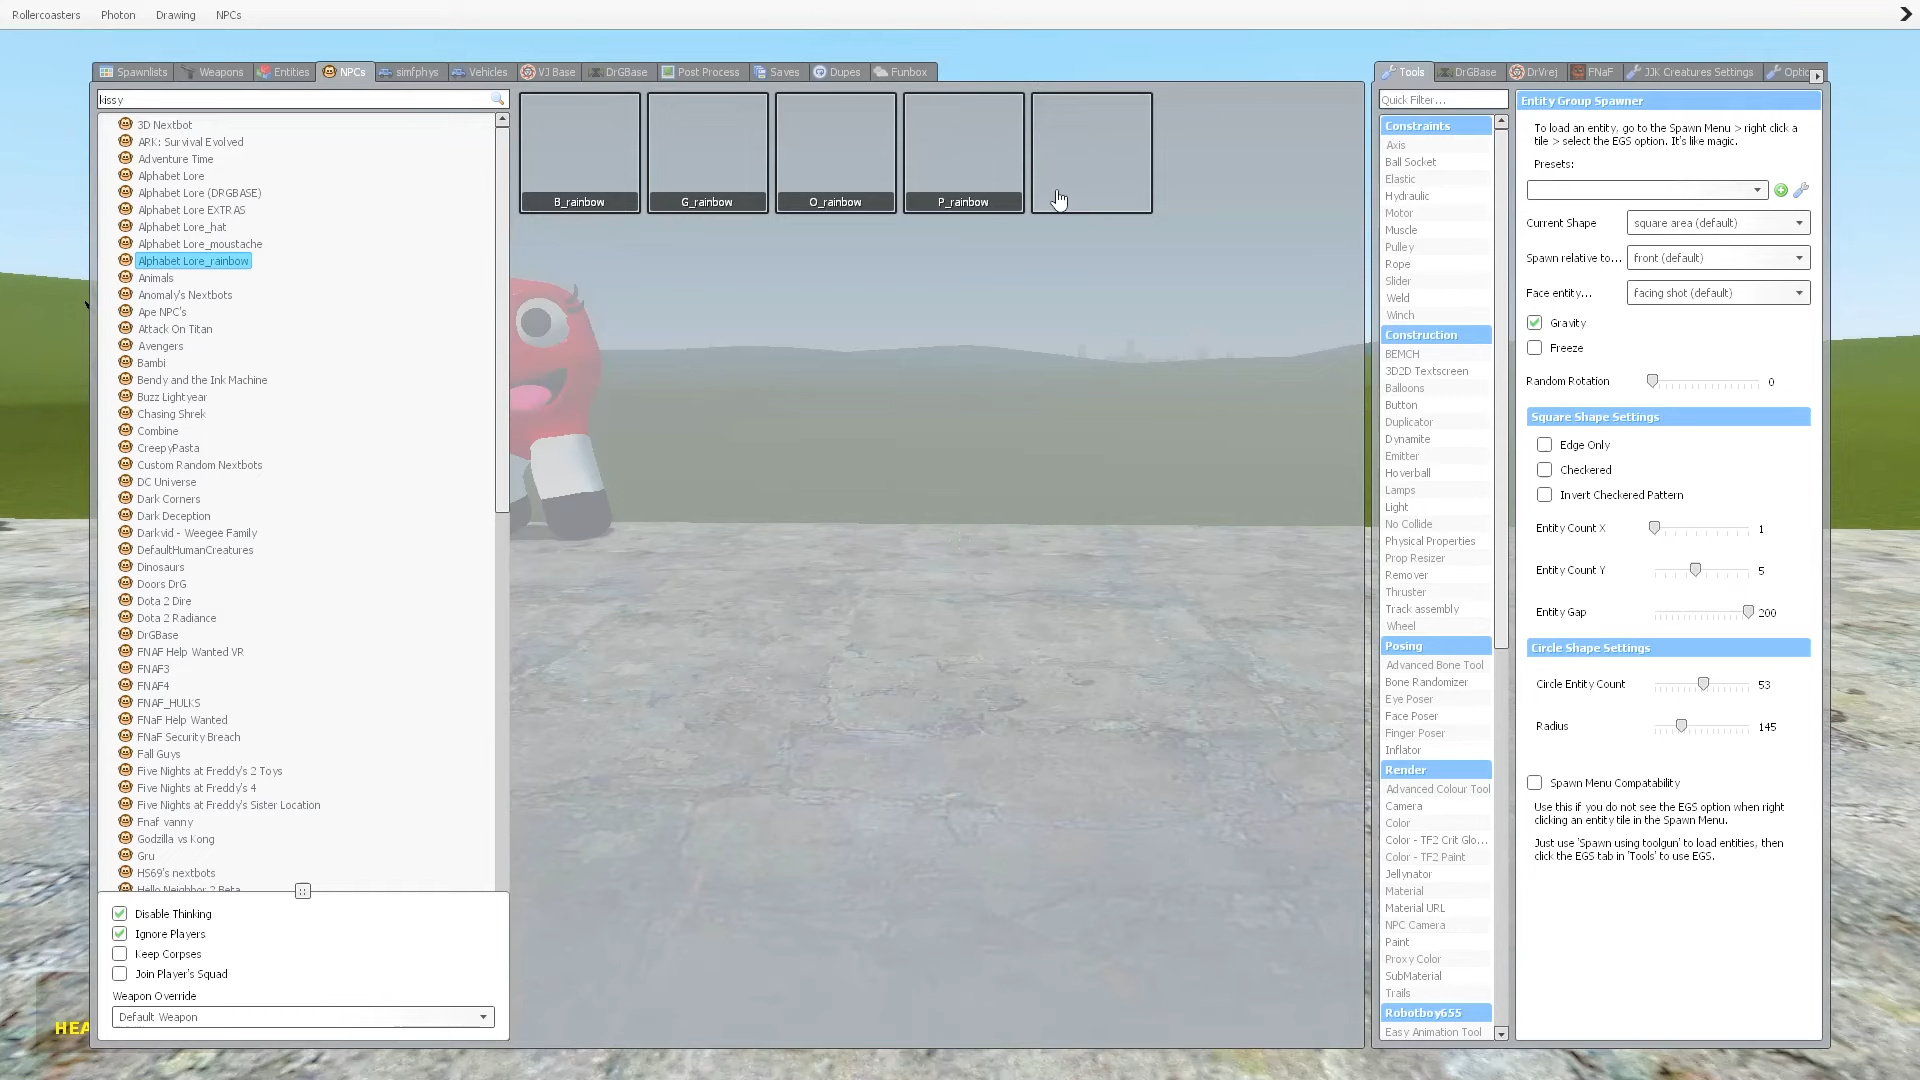 Rollercoasters Photon Drawing NPCs
Spawnlists Weapons Entities NPCs simfphys Vehicles VJ Base DrGBase Post Process Saves Dupes Funbox
kissy
3D Nextbot
ARK: Survival Evolved
Adventure Time
Alphabet Lore
Alphabet Lore (DRGBASE)
Alphabet Lore EXTRAS
Alphabet Lore_hat
Alphabet Lore_moustache
Alphabet Lore_rainbow
Animals
Anomaly's Nextbots
Ape NPC's
Attack On Titan
Avengers
Bambi
Bendy and the Ink Machine
Buzz Lightyear
Chasing Shrek
Combine
CreepyPasta
Custom Random Nextbots
DC Universe
Dark Corners
Dark Deception
Darkvid - Weegee Family
DefaultHumanCreatures
Dinosaurs
Doors DrG
Dota 2 Dire
Dota 2 Radiance
DrGBase
FNAF Help Wanted VR
FNAF3
FNAF4
FNAF_HULKS
FNaF Help Wanted
FNaF Security Breach
Fall Guys
Five Nights at Freddy's 2 Toys
Five Nights at Freddy's 4
Five Nights at Freddy's Sister Location
Fnaf vanny
Godzilla vs Kong
Gru
HS69's nextbots
Hello Neighbor 2 Beta
Disable Thinking
Ignore Players
Keep Corpses
Join Player's Squad
Weapon Override
Default Weapon
HEA
B_rainbow G_rainbow O_rainbow P_rainbow
Tools DrGBase DrVrej FNaF JJK Creatures Settings Optio
Quick Filter...
Constraints
Axis
Ball Socket
Elastic
Hydraulic
Motor
Muscle
Pulley
Rope
Slider
Weld
Winch
Construction
BEMCH
3D2D Textscreen
Balloons
Button
Duplicator
Dynamite
Emitter
Hoverball
Lamps
Light
No Collide
Physical Properties
Prop Resizer
Remover
Thruster
Track assembly
Wheel
Posing
Advanced Bone Tool
Bone Randomizer
Eye Poser
Face Poser
Finger Poser
Inflator
Render
Advanced Colour Tool
Camera
Color
Color - TF2 Crit Glo...
Color - TF2 Paint
Jellynator
Material
Material URL
NPC Camera
Paint
Proxy Color
SubMaterial
Trails
Robotboy655
Easy Animation Tool
Entity Group Spawner
To load an entity, go to the Spawn Menu > right click a
tile > select the EGS option. It's like magic.
Presets:
Current Shape square area (default)
Spawn relative to... front (default)
Face entity... facing shot (default)
Gravity
Freeze
Random Rotation 0
Square Shape Settings
Edge Only
Checkered
Invert Checkered Pattern
Entity Count X 1
Entity Count Y 5
Entity Gap 200
Circle Shape Settings
Circle Entity Count 53
Radius 145
Spawn Menu Compatability
Use this if you do not see the EGS option when right
clicking an entity tile in the Spawn Menu.
Just use 'Spawn using toolgun' to load entities, then
click the EGS tab in 'Tools' to use EGS.